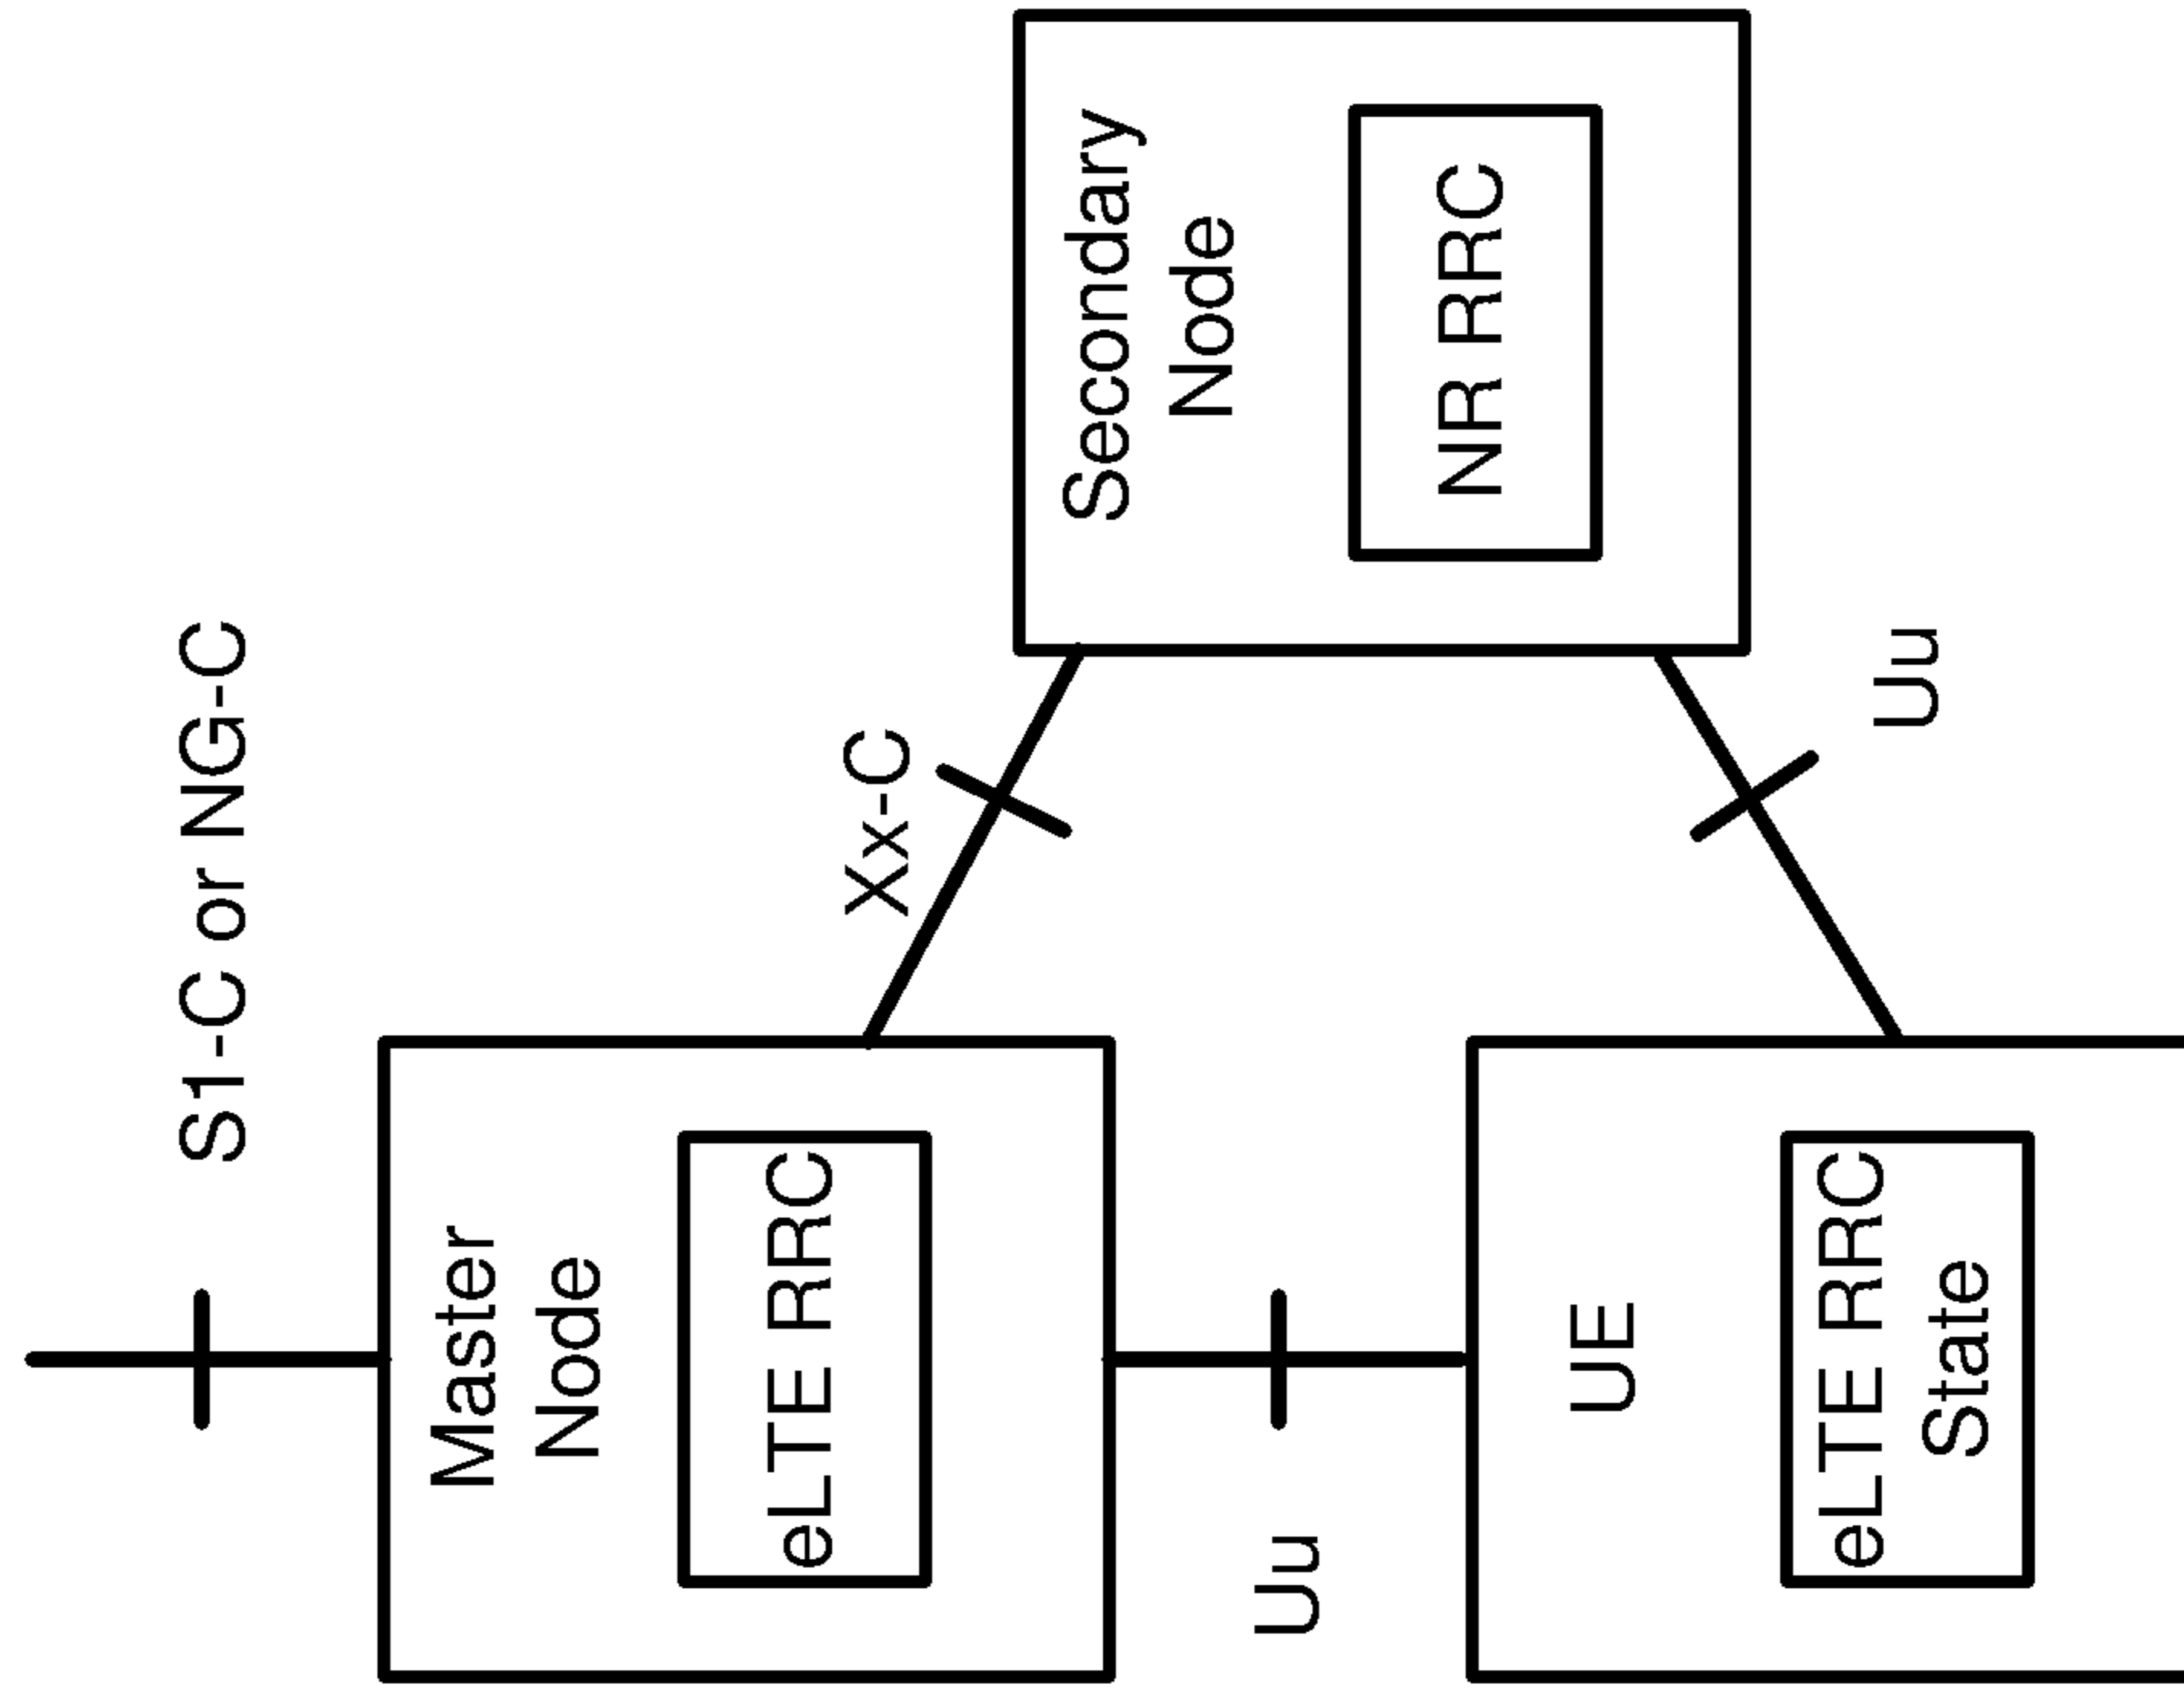 S1-C or NG-C
Master
Node
eLTE RRC
Xx-C
Secondary
Node
NR RRC
Uu
UE
eLTE RRC
State
Uu